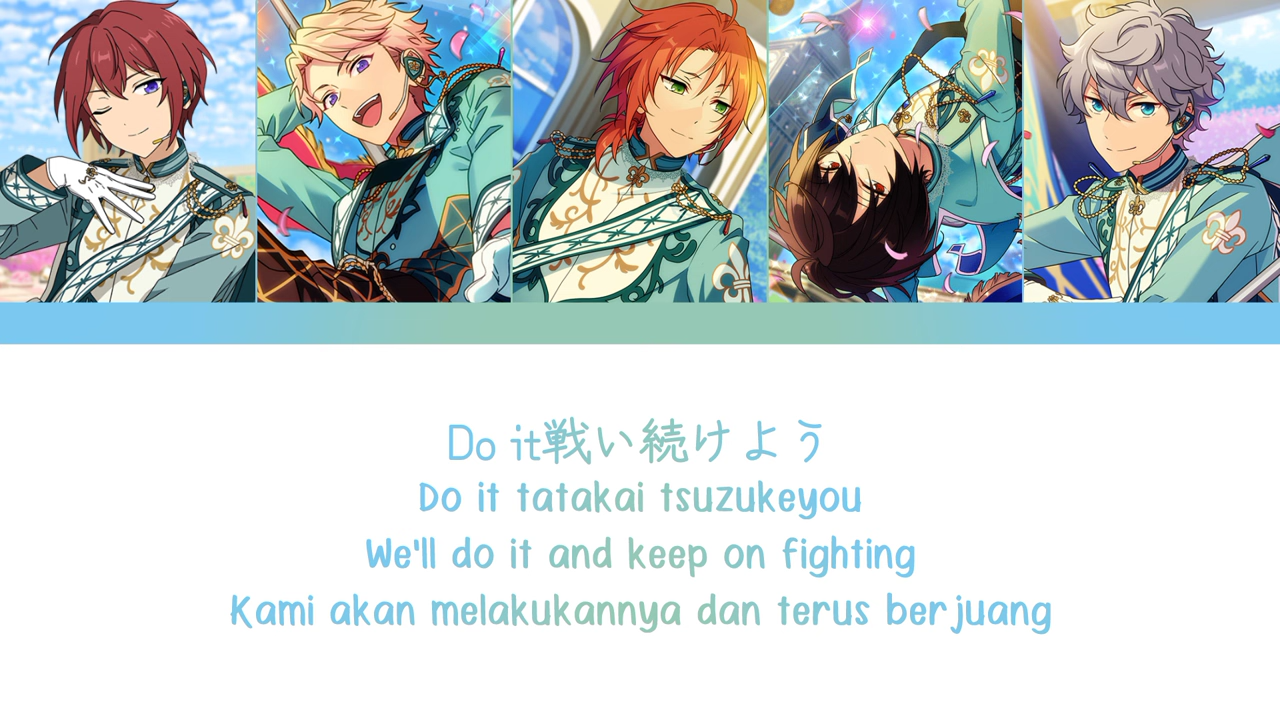 Do it戦い続けよう
Do it tatakai tsuzukeyou
We'll do it and keep on fighting
Kami akan melakukannya dan terus berjuang